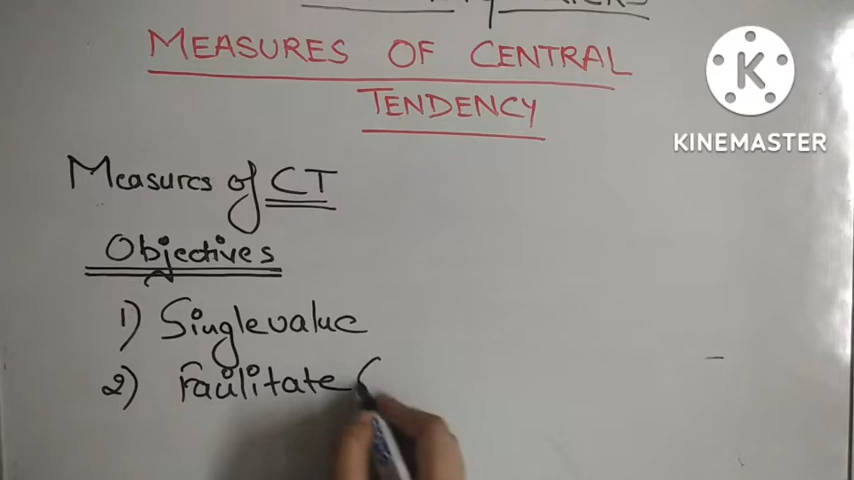 MEASURES OF CENTRAL
TENDENCY
K
KINEMASTER
Measures of CT
Objectives
1) Singlevalue
2) Facilitate C